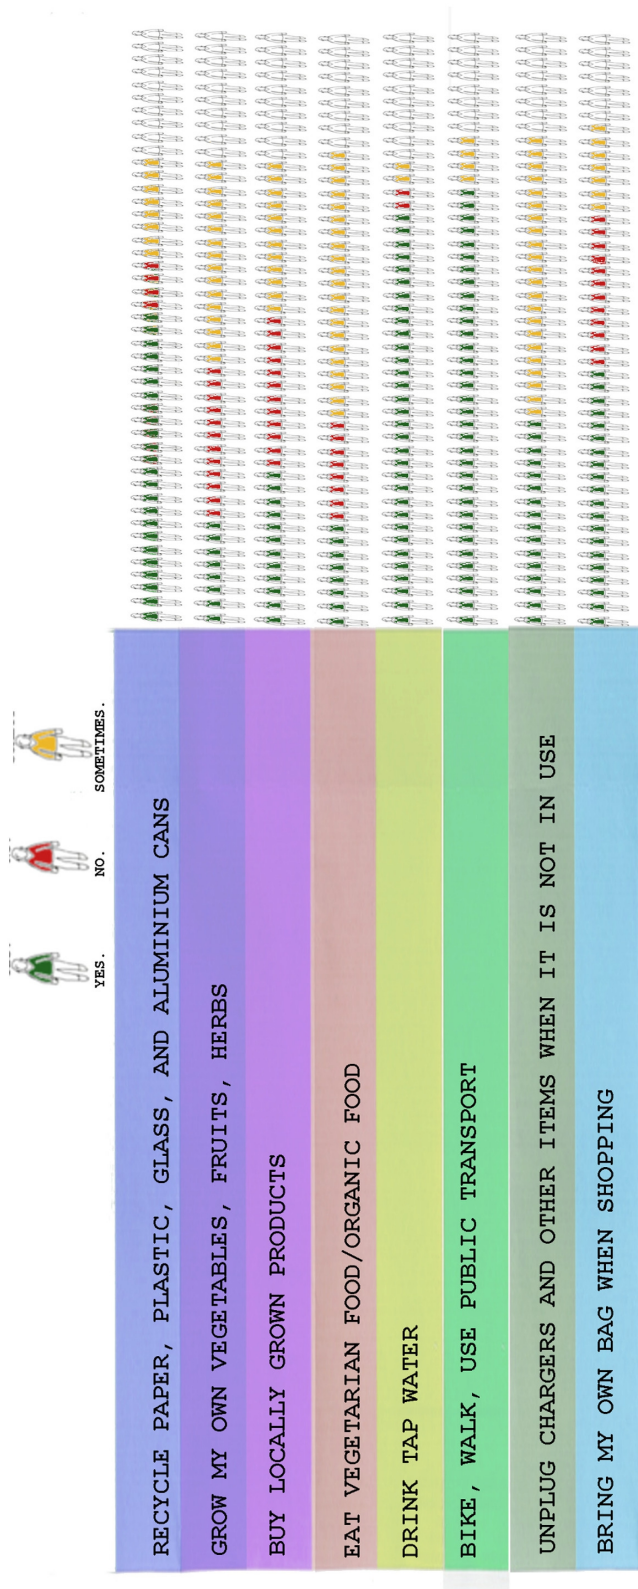 YES.
NO.
SOMETIMES.
RECYCLE PAPER, PLASTIC, GLASS, AND ALUMINIUM CANS
GROW MY OWN VEGETABLES, FRUITS, HERBS
BUY LOCALLY GROWN PRODUCTS
EAT VEGETARIAN FOOD/ORGANIC FOOD
DRINK TAP WATER
BIKE, WALK, USE PUBLIC TRANSPORT
UNPLUG CHARGERS AND OTHER ITEMS WHEN IT IS NOT IN USE
BRING MY OWN BAG WHEN SHOPPING